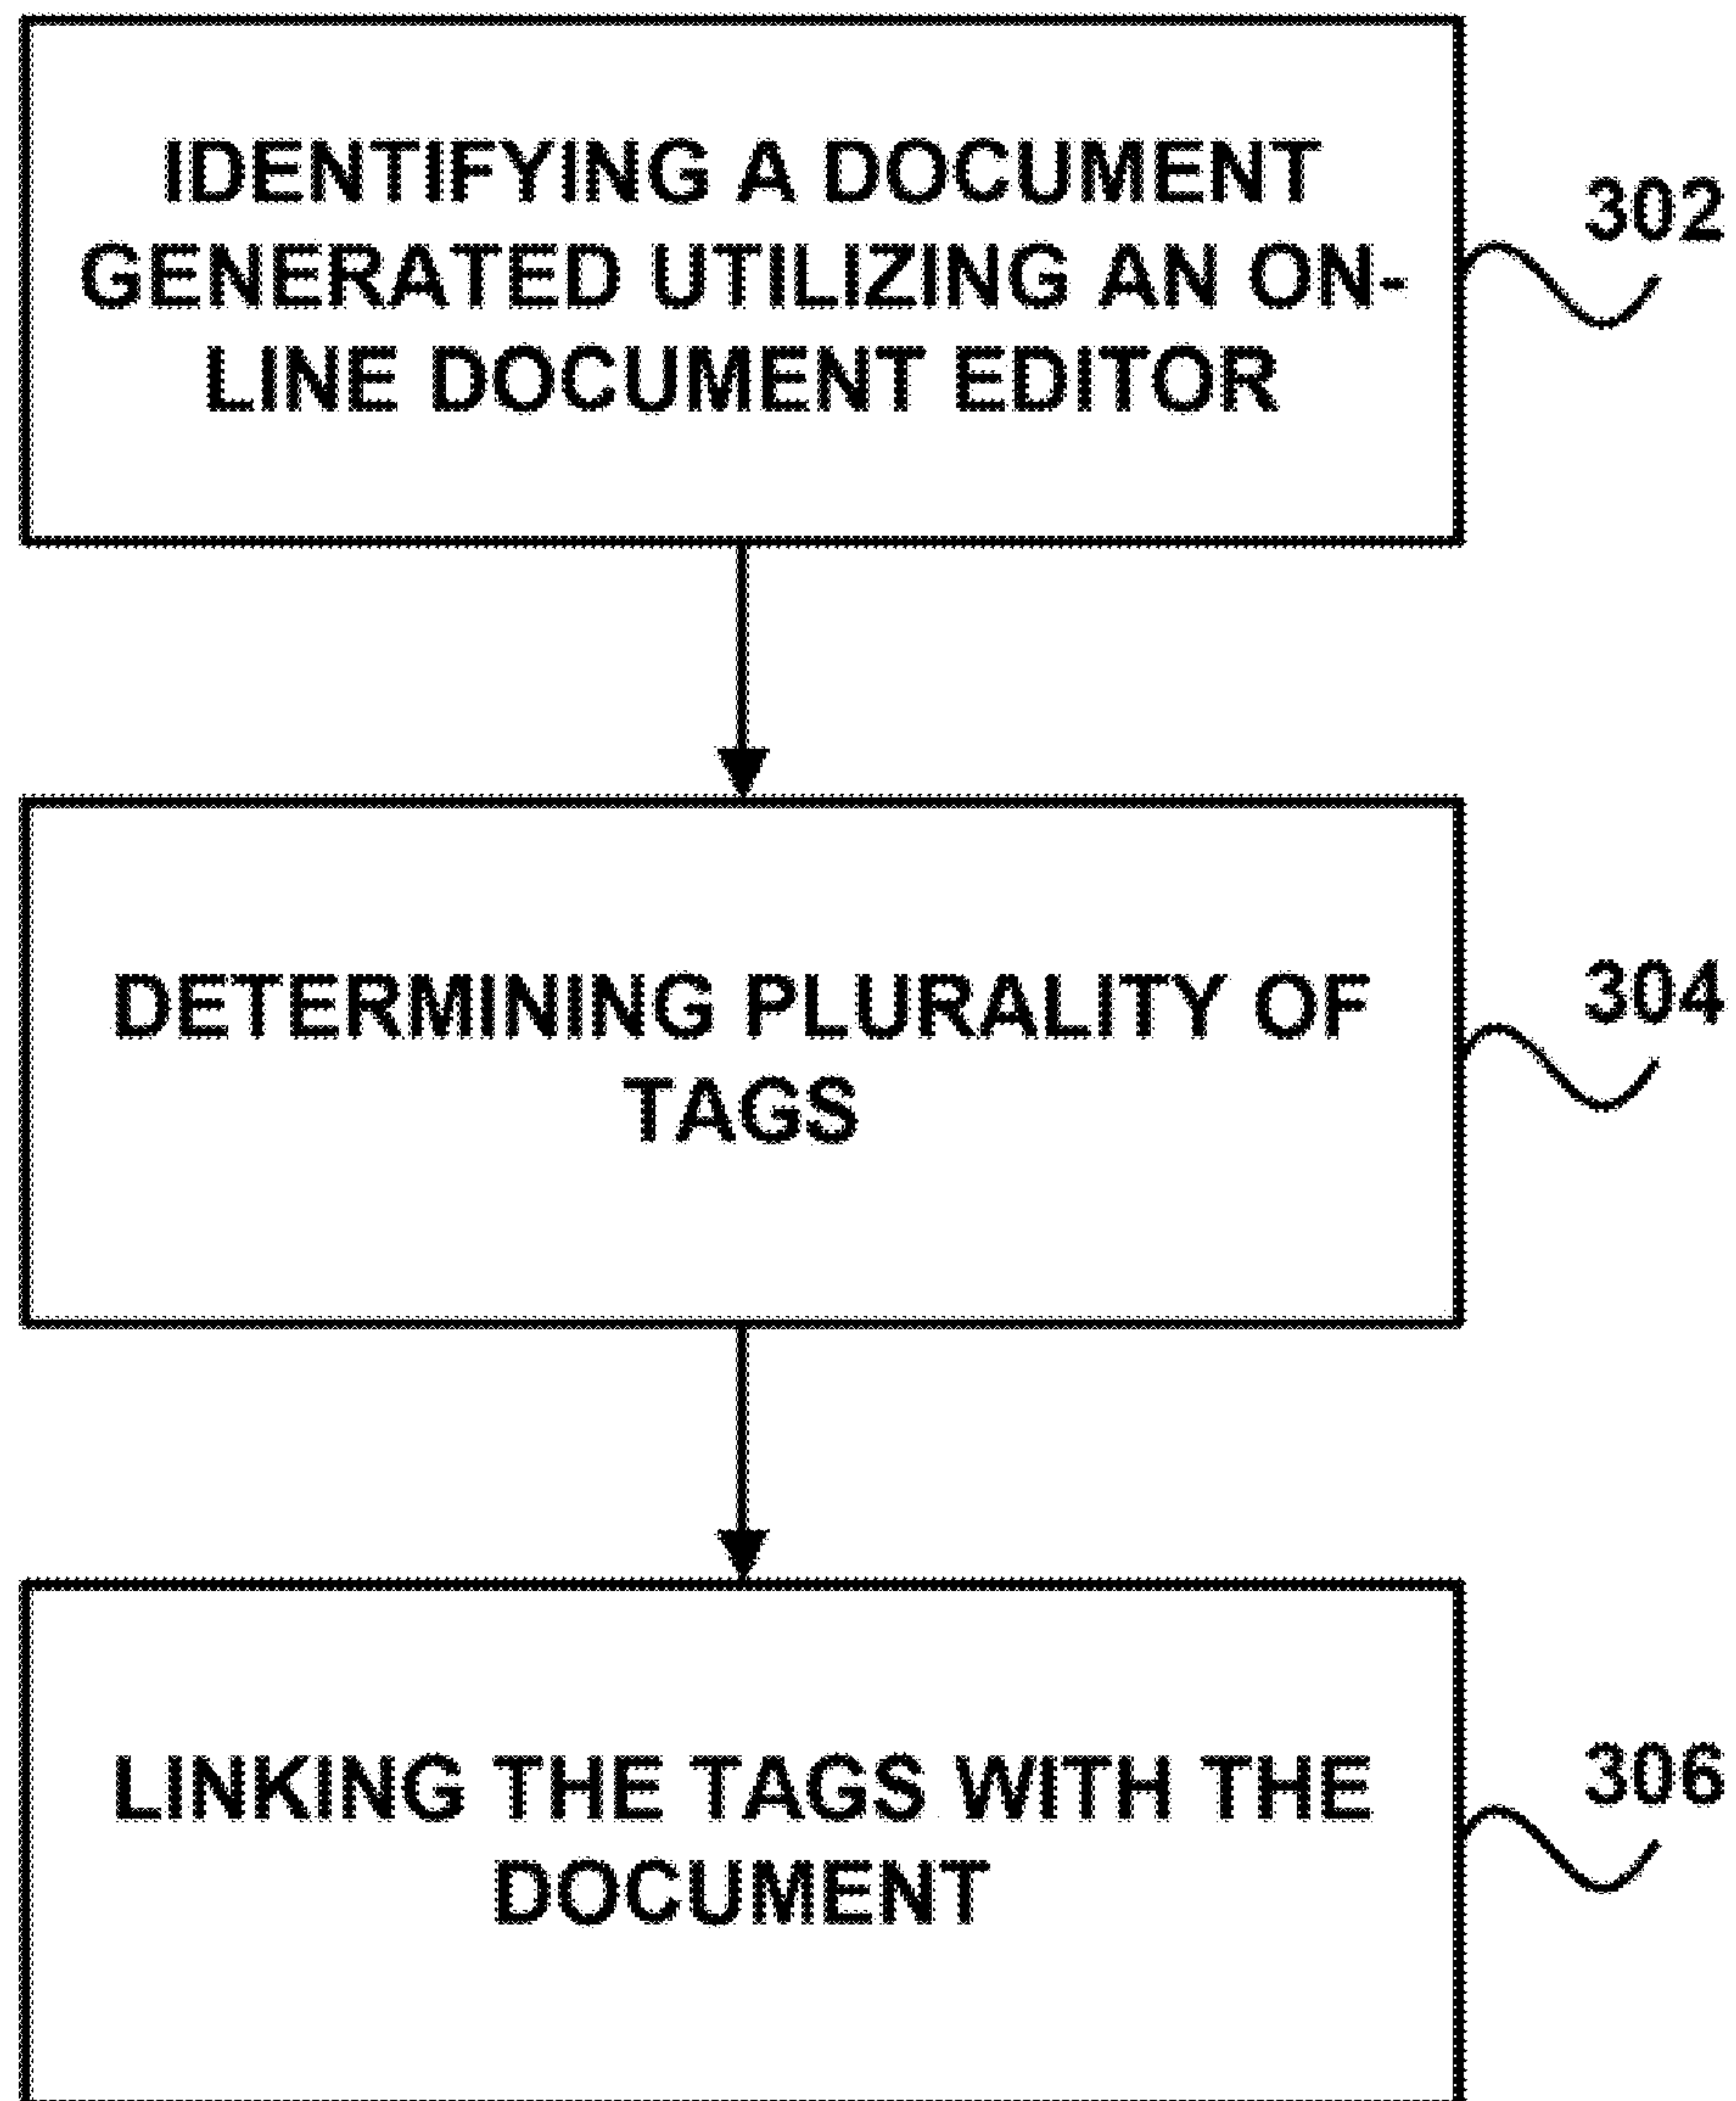 IDENTIFYING A DOCUMENT
GENERATED UTILIZING AN ON-
LINE DOCUMENT EDITOR
302
DETERMINING PLURALITY OF
TAGS
304
LINKING THE TAGS WITH THE
DOCUMENT
306